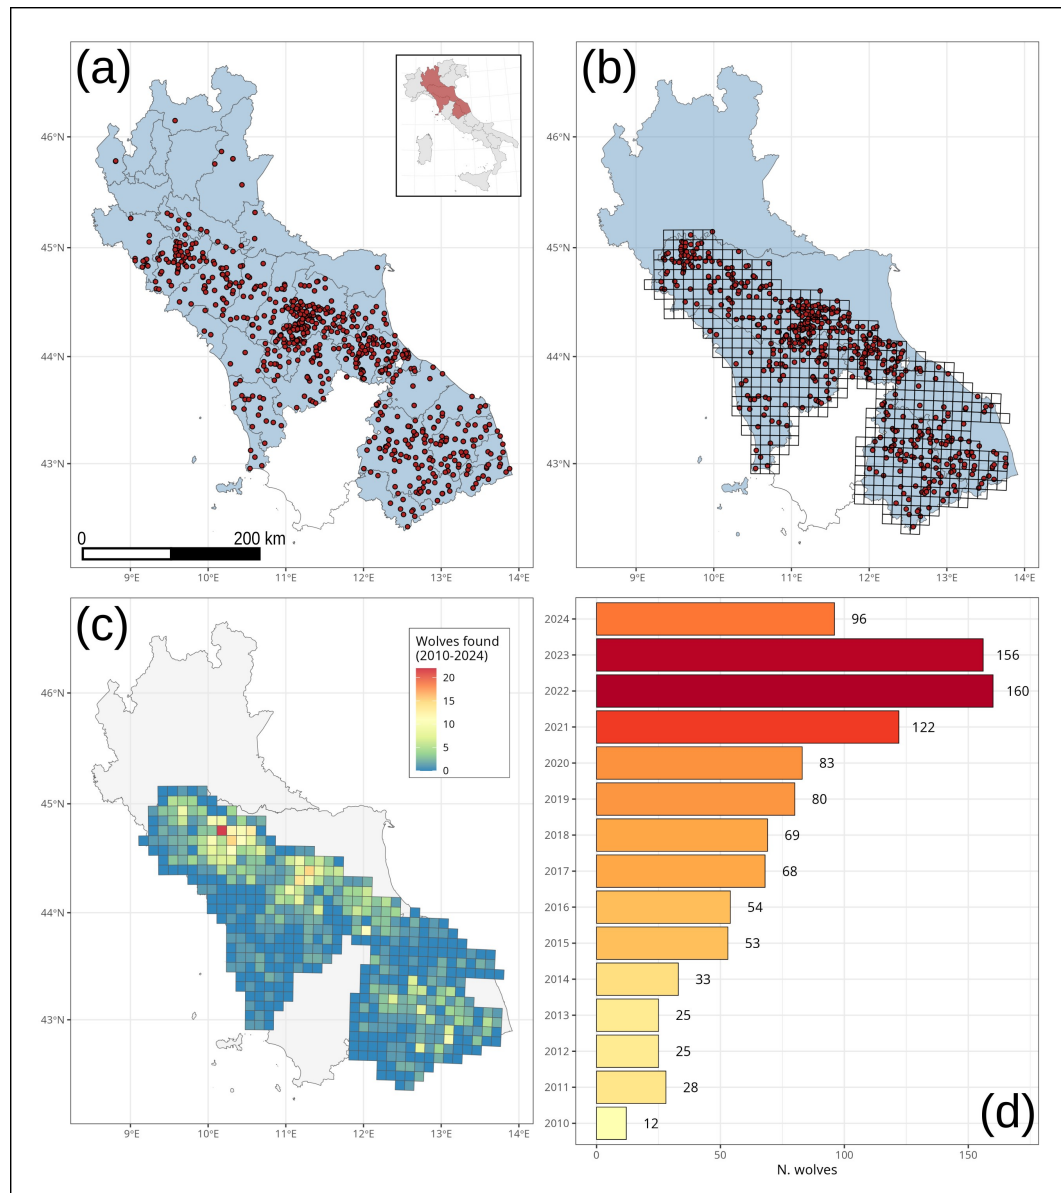 (a)
46°N
45°N
44°N
43°N
0 200 km
9°E 10°E 11°E 12°E 13°E 14°E
(b)
46°N
45°N
44°N
43°N
9°E 10°E 11°E 12°E 13°E 14°E
(c)
Wolves found
(2010-2024)
20
15
10
5
0
46°N
45°N
44°N
43°N
9°E 10°E 11°E 12°E 13°E 14°E
2024 96
2023 156
2022 160
2021 122
2020 83
2019 80
2018 69
2017 68
2016 54
2015 53
2014 33
2013 25
2012 25
2011 28
2010 12
(d)
0 50 100 150
N. wolves